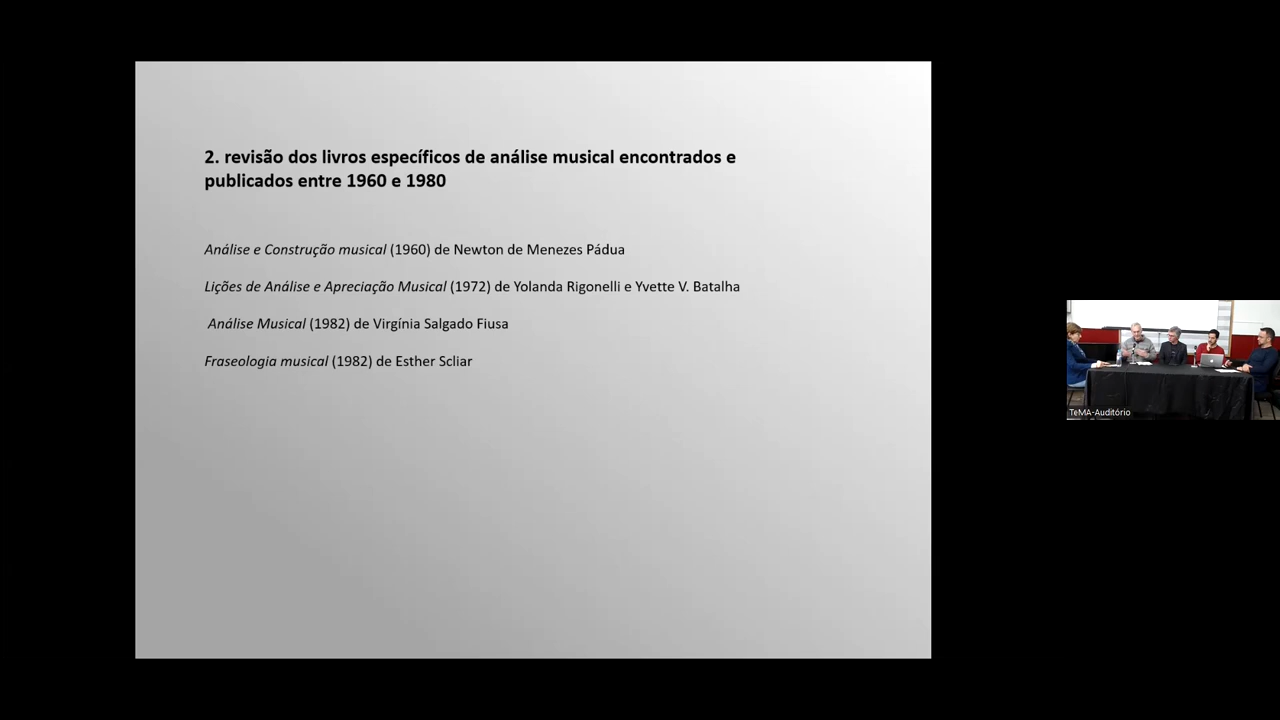 2. revisão dos livros específicos de análise musical encontrados e
publicados entre 1960 e 1980
Análise e Construção musical (1960) de Newton de Menezes Pádua
Lições de Análise e Apreciação Musical (1972) de Yolanda Rigonelli e Yvette V. Batalha
Análise Musical (1982) de Virgínia Salgado Fiusa
Fraseologia musical (1982) de Esther Scliar
TeMA-Auditório